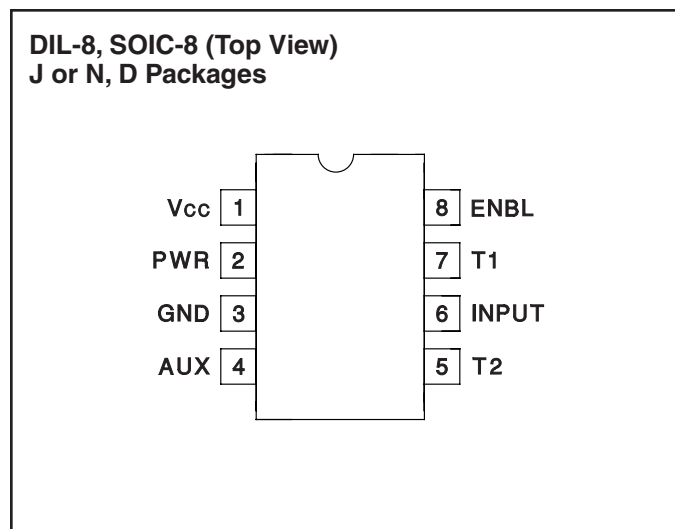 DIL-8, SOIC-8 (Top View)
J or N, D Packages
Vcc 1 8 ENBL
PWR 2 7 T1
GND 3 6 INPUT
AUX 4 5 T2